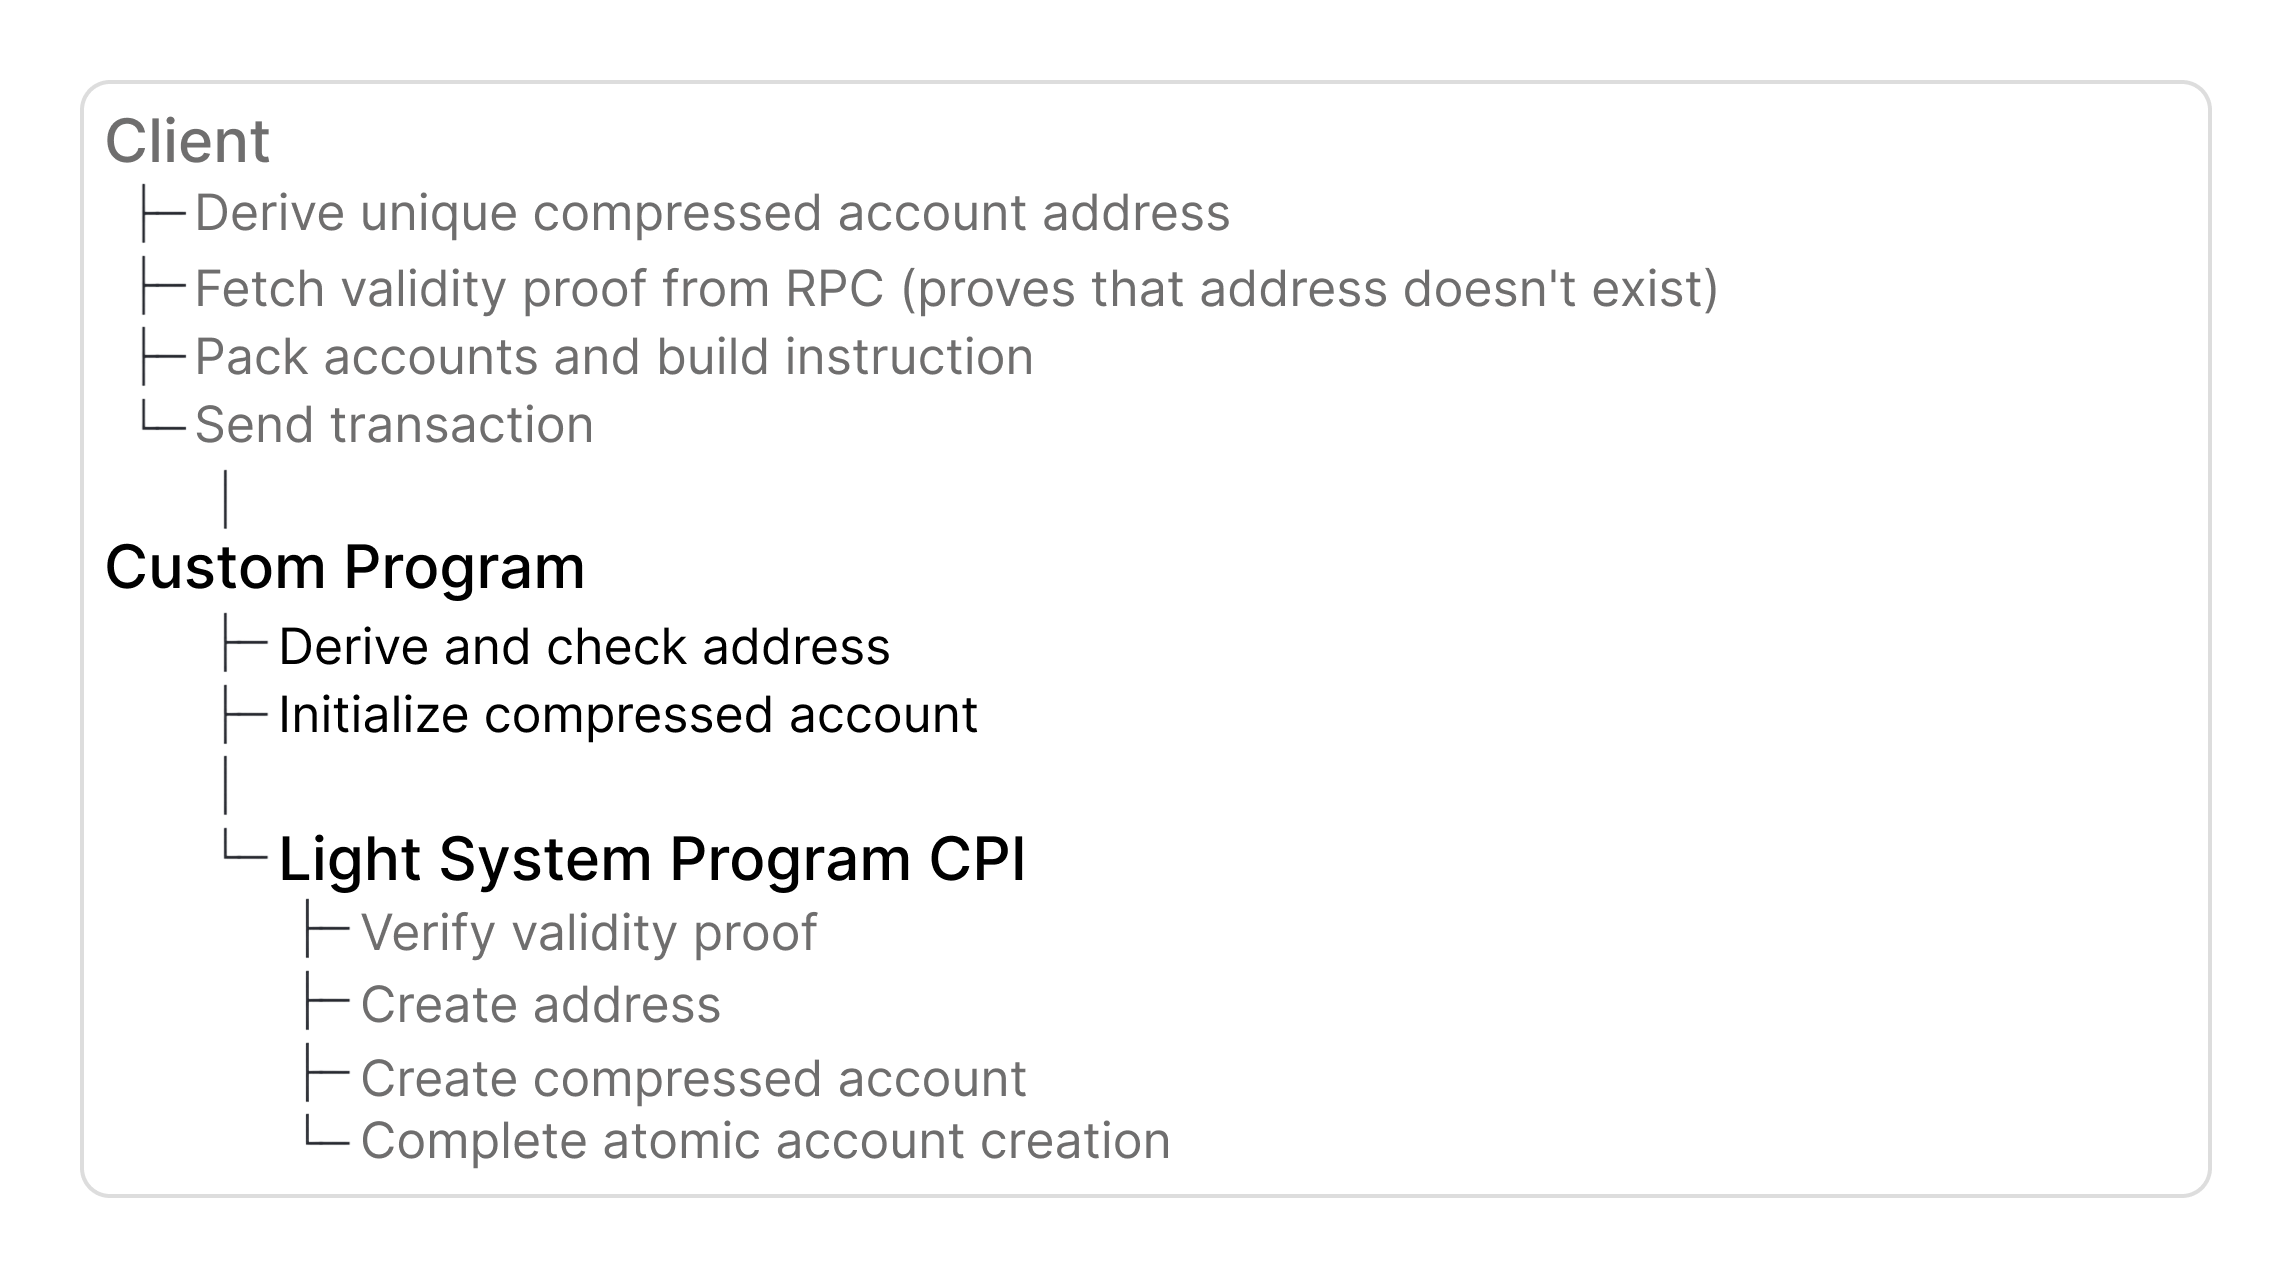 Client
Derive unique compressed account address
Fetch validity proof from RPC (proves that address doesn't exist)
Pack accounts and build instruction
Send transaction
Custom Program
Derive and check address
Initialize compressed account
Light System Program CPI
Verify validity proof
Create address
Create compressed account
Complete atomic account creation